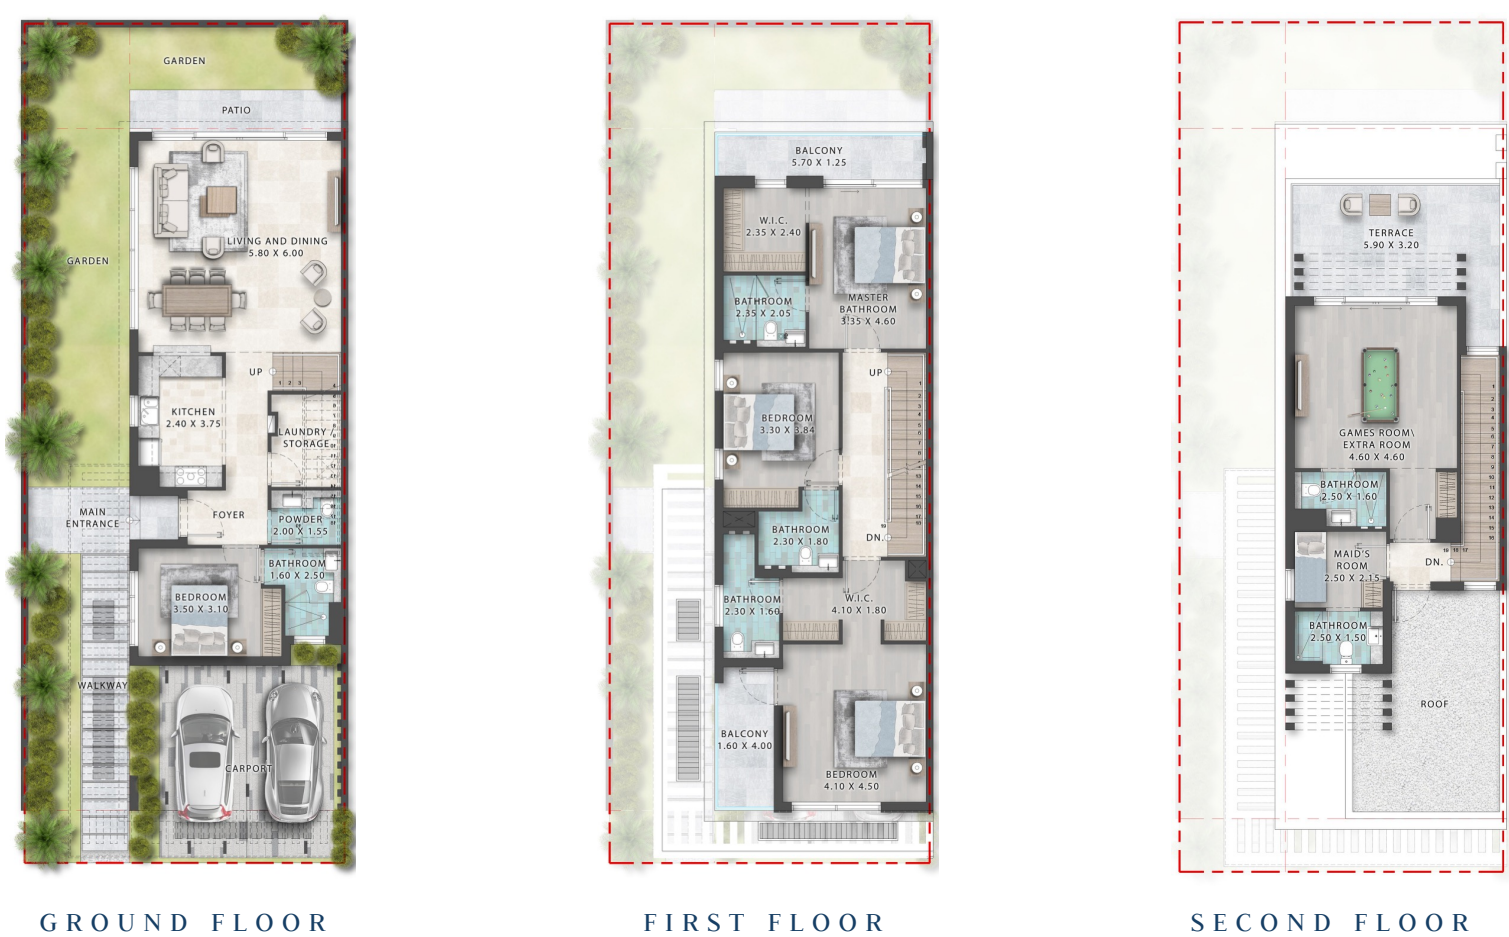 GARDEN
PATIO
LIVING AND DINING
5.80 X 6.00
GARDEN
UP
1 2 3
4
KITCHEN
2.40 X 3.75
LAUNDRY /
STORAGE
MAIN
ENTRANCE
FOYER
POWDER
2.00 X 1.55
BATHROOM
1.60 X 2.50
BEDROOM
3.50 X 3.10
WALKWAY
CARPORT
GROUND FLOOR
BALCONY
5.70 X 1.25
W.I.C.
2.35 X 2.40
BATHROOM
2.35 X 2.05
MASTER
BATHROOM
3.35 X 4.60
UP
BEDROOM
3.30 X 3.84
BATHROOM
2.30 X 1.80
DN.
BATHROOM
2.30 X 1.60
W.I.C.
4.10 X 1.80
BALCONY
1.60 X 4.00
BEDROOM
4.10 X 4.50
FIRST FLOOR
TERRACE
5.90 X 3.20
GAMES ROOM\
EXTRA ROOM
4.60 X 4.60
BATHROOM
2.50 X 1.60
MAID'S
ROOM
2.50 X 2.15
DN.
BATHROOM
2.50 X 1.50
ROOF
SECOND FLOOR